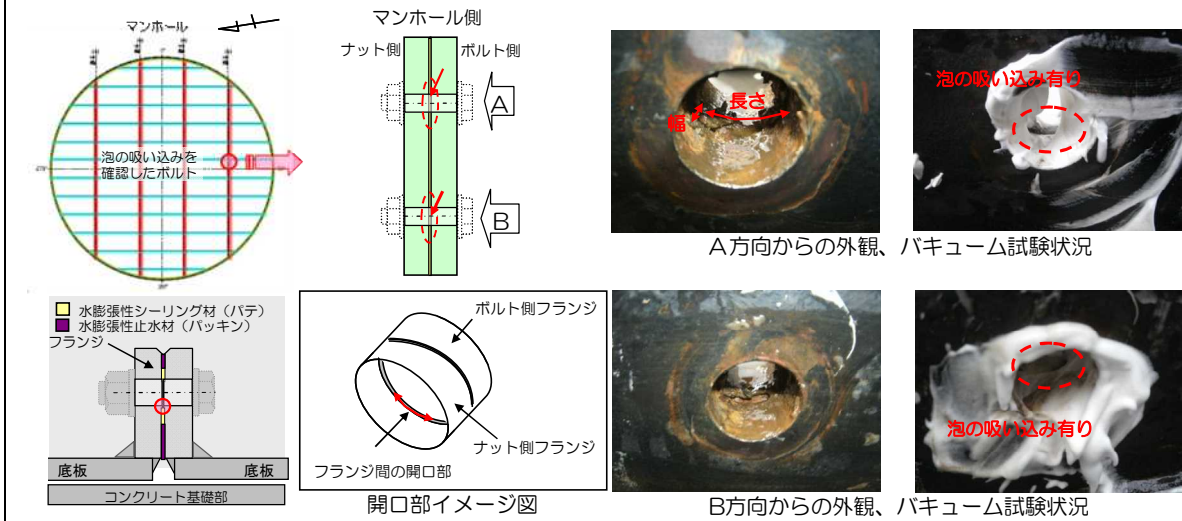 マンホール
泡の吸い込みを
確認したボルト
マンホール側
ナット側
ボルト側
A
B
幅
長さ
泡の吸い込み有り
A方向からの外観、バキューム試験状況
水膨張性シーリング材（パテ）
水膨張性止水材（パッキン）
フランジ
底板
底板
コンクリート基礎部
ボルト側フランジ
ナット側フランジ
フランジ間の開口部
開口部イメージ図
泡の吸い込み有り
B方向からの外観、バキューム試験状況